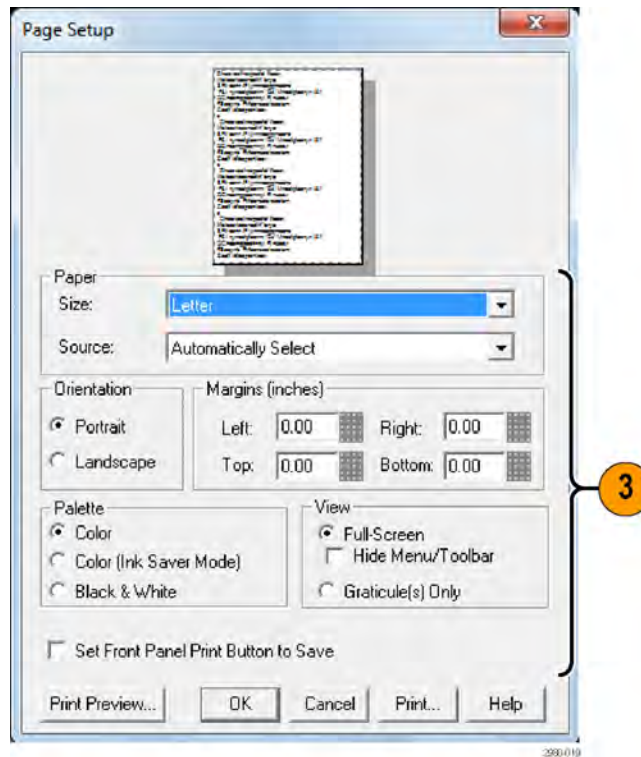 Page Setup
Paper
Size: Letter
Source: Automatically Select
Orientation Margins (inches)
Portrait Left: 0.00 Right: 0.00
Landscape Top: 0.00 Bottom: 0.00
Palette View
Color Full-Screen
Color (Ink Saver Mode) Hide Menu/Toolbar
Black & White Graticule(s) Only
Set Front Panel Print Button to Save
Print Preview... OK Cancel Print... Help
3
2980-019